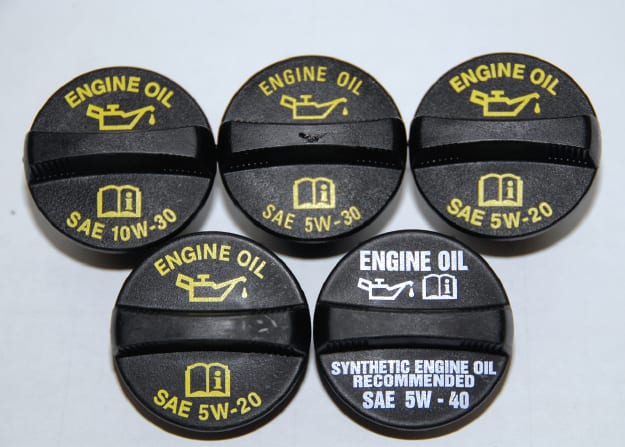 ENGINE OIL
SAE 10W-30
ENGINE OIL
SAE 5W-30
ENGINE OIL
SAE 5W-20
ENGINE OIL
SAE 5W-20
ENGINE OIL
SYNTHETIC ENGINE OIL
RECOMMENDED
SAE 5W - 40